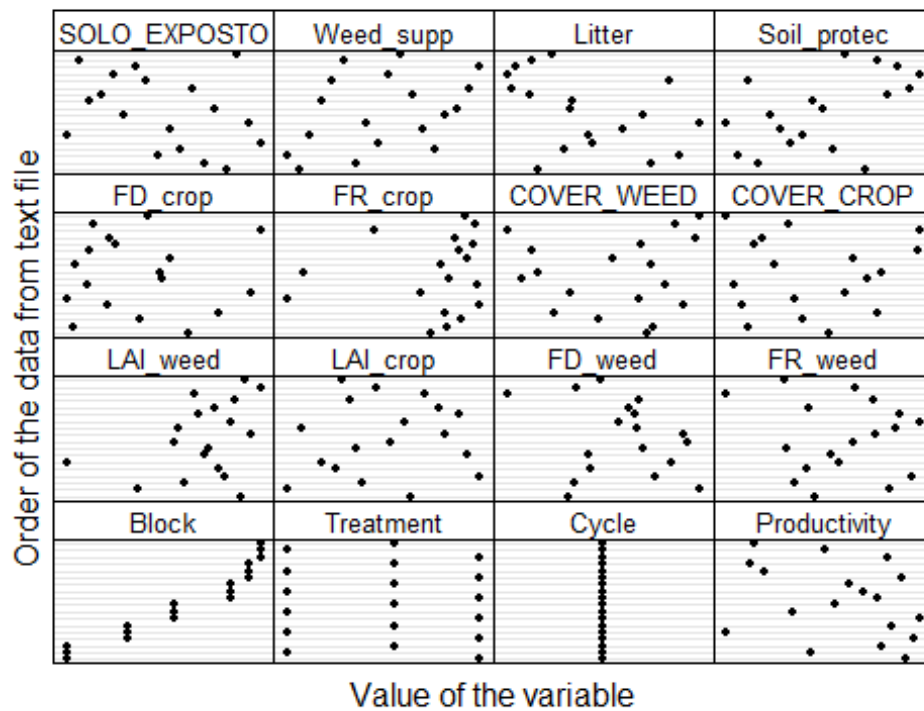 SOLO_EXPOSTO Weed_supp Litter Soil_protec
FD_crop FR_crop COVER_WEED COVER_CROP
LAI_weed LAI_crop FD_weed FR_weed
Block Treatment Cycle Productivity
Order of the data from text file
Value of the variable